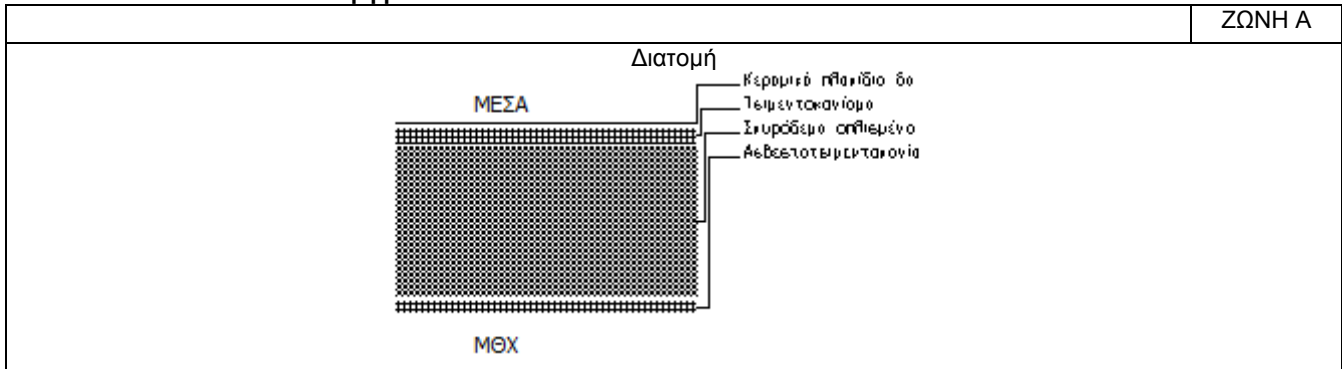 ΖΩΝΗ Α
Διατομή
ΜΕΣΑ
Κεραμικό πλακίδιο δα
Τσιμεντοκονίαμα
Σκυρόδεμα οπλισμένο
Ασβεστοτσιμεντοκονία
ΜΘΧ